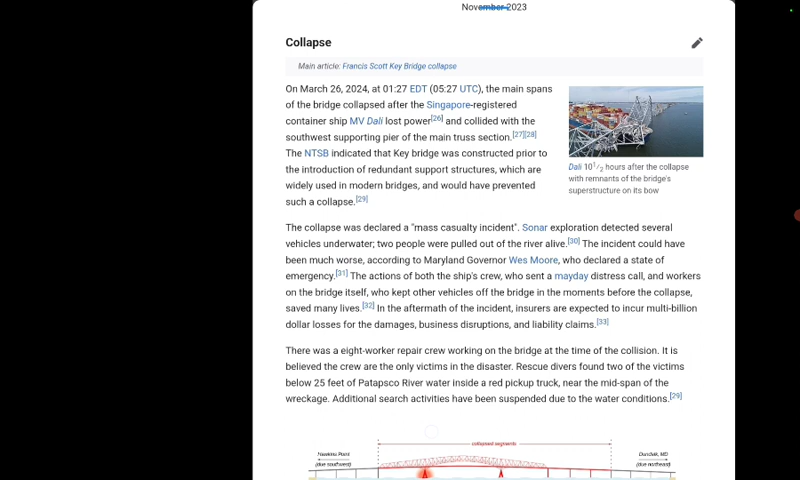 November 2023
Collapse
Main article: Francis Scott Key Bridge collapse
On March 26, 2024, at 01:27 EDT (05:27 UTC), the main spans
of the bridge collapsed after the Singapore-registered
container ship MV Dali lost power[26] and collided with the
southwest supporting pier of the main truss section.[27][28]
The NTSB indicated that Key bridge was constructed prior to
the introduction of redundant support structures, which are
widely used in modern bridges, and would have prevented
such a collapse.[29]
Dali 10 1/2 hours after the collapse
with remnants of the bridge's
superstructure on its bow
The collapse was declared a "mass casualty incident". Sonar exploration detected several
vehicles underwater; two people were pulled out of the river alive.[30] The incident could have
been much worse, according to Maryland Governor Wes Moore, who declared a state of
emergency.[31] The actions of both the ship's crew, who sent a mayday distress call, and workers
on the bridge itself, who kept other vehicles off the bridge in the moments before the collapse,
saved many lives.[32] In the aftermath of the incident, insurers are expected to incur multi-billion
dollar losses for the damages, business disruptions, and liability claims.[33]
There was a eight-worker repair crew working on the bridge at the time of the collision. It is
believed the crew are the only victims in the disaster. Rescue divers found two of the victims
below 25 feet of Patapsco River water inside a red pickup truck, near the mid-span of the
wreckage. Additional search activities have been suspended due to the water conditions.[29]
collapsed segments
Hawkins Point
(due southwest)
Dundalk, MD
(due northeast)